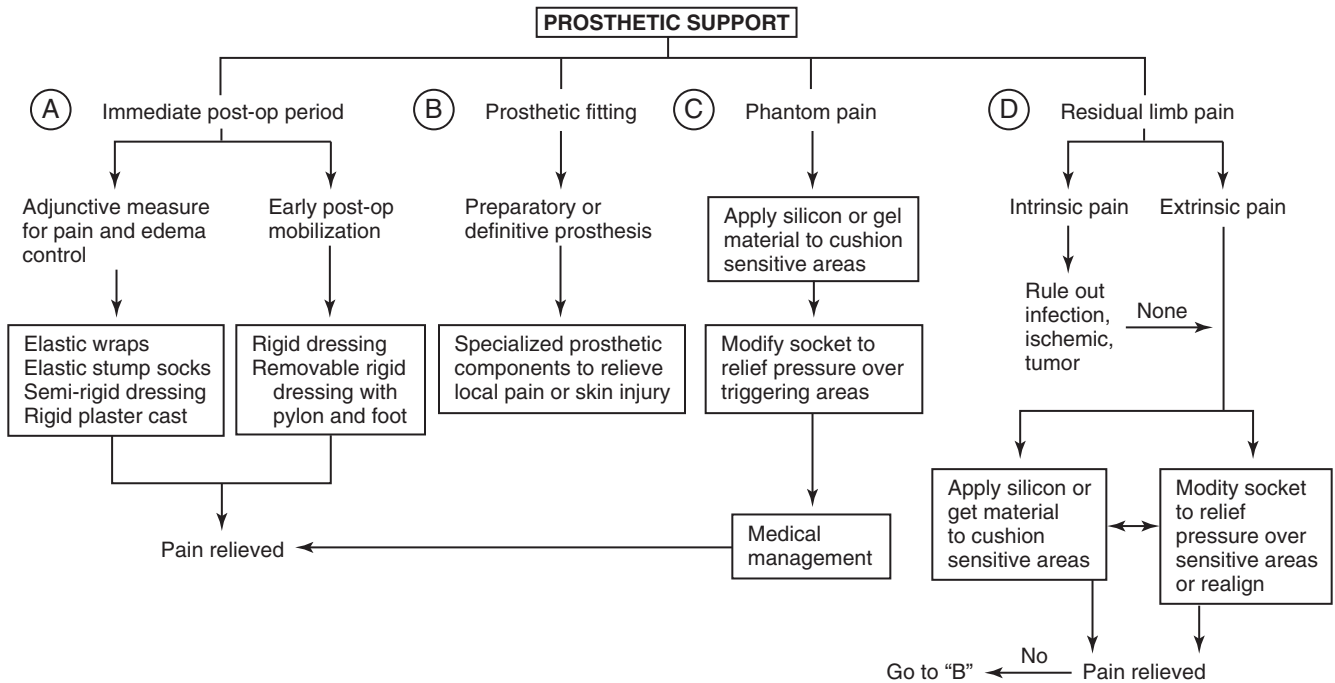 PROSTHETIC SUPPORT
A
Immediate post-op period
Adjunctive measure
for pain and edema
control
Early post-op
mobilization
Elastic wraps
Elastic stump socks
Semi-rigid dressing
Rigid plaster cast
Rigid dressing
Removable rigid
dressing with
pylon and foot
Pain relieved
B
Prosthetic fitting
Preparatory or
definitive prosthesis
Specialized prosthetic
components to relieve
local pain or skin injury
C
Phantom pain
Apply silicon or gel
material to cushion
sensitive areas
Modify socket to
relief pressure over
triggering areas
Medical
management
D
Residual limb pain
Intrinsic pain
Extrinsic pain
Rule out
infection,
ischemic,
tumor
None
Apply silicon or
get material
to cushion
sensitive areas
Modity socket
to relief
pressure over
sensitive areas
or realign
Pain relieved
No
Go to “B”